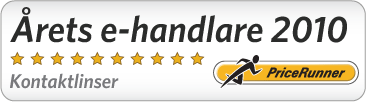 Årets e-handlare 2010
Kontaktlinser
PriceRunner